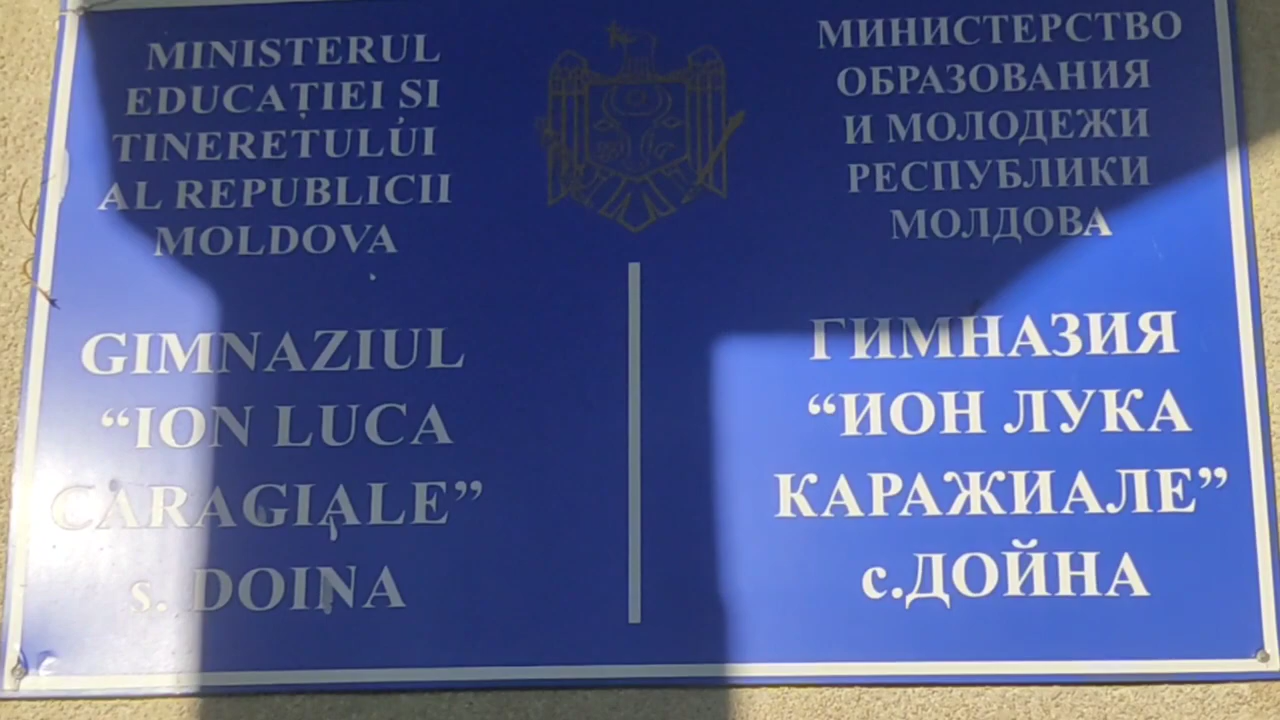 MINISTERUL
EDUCAȚIEI SI
TINERETULUI
AL REPUBLICII
MOLDOVA
GIMNAZIUL
“ION LUCA
CARAGIALE”
s. DOINA
МИНИСТЕРСТВО
ОБРАЗОВАНИЯ
И МОЛОДЕЖИ
РЕСПУБЛИКИ
МОЛДОВА
ГИМНАЗИЯ
“ИОН ЛУКА
КАРАЖИАЛЕ”
с.ДОЙНА